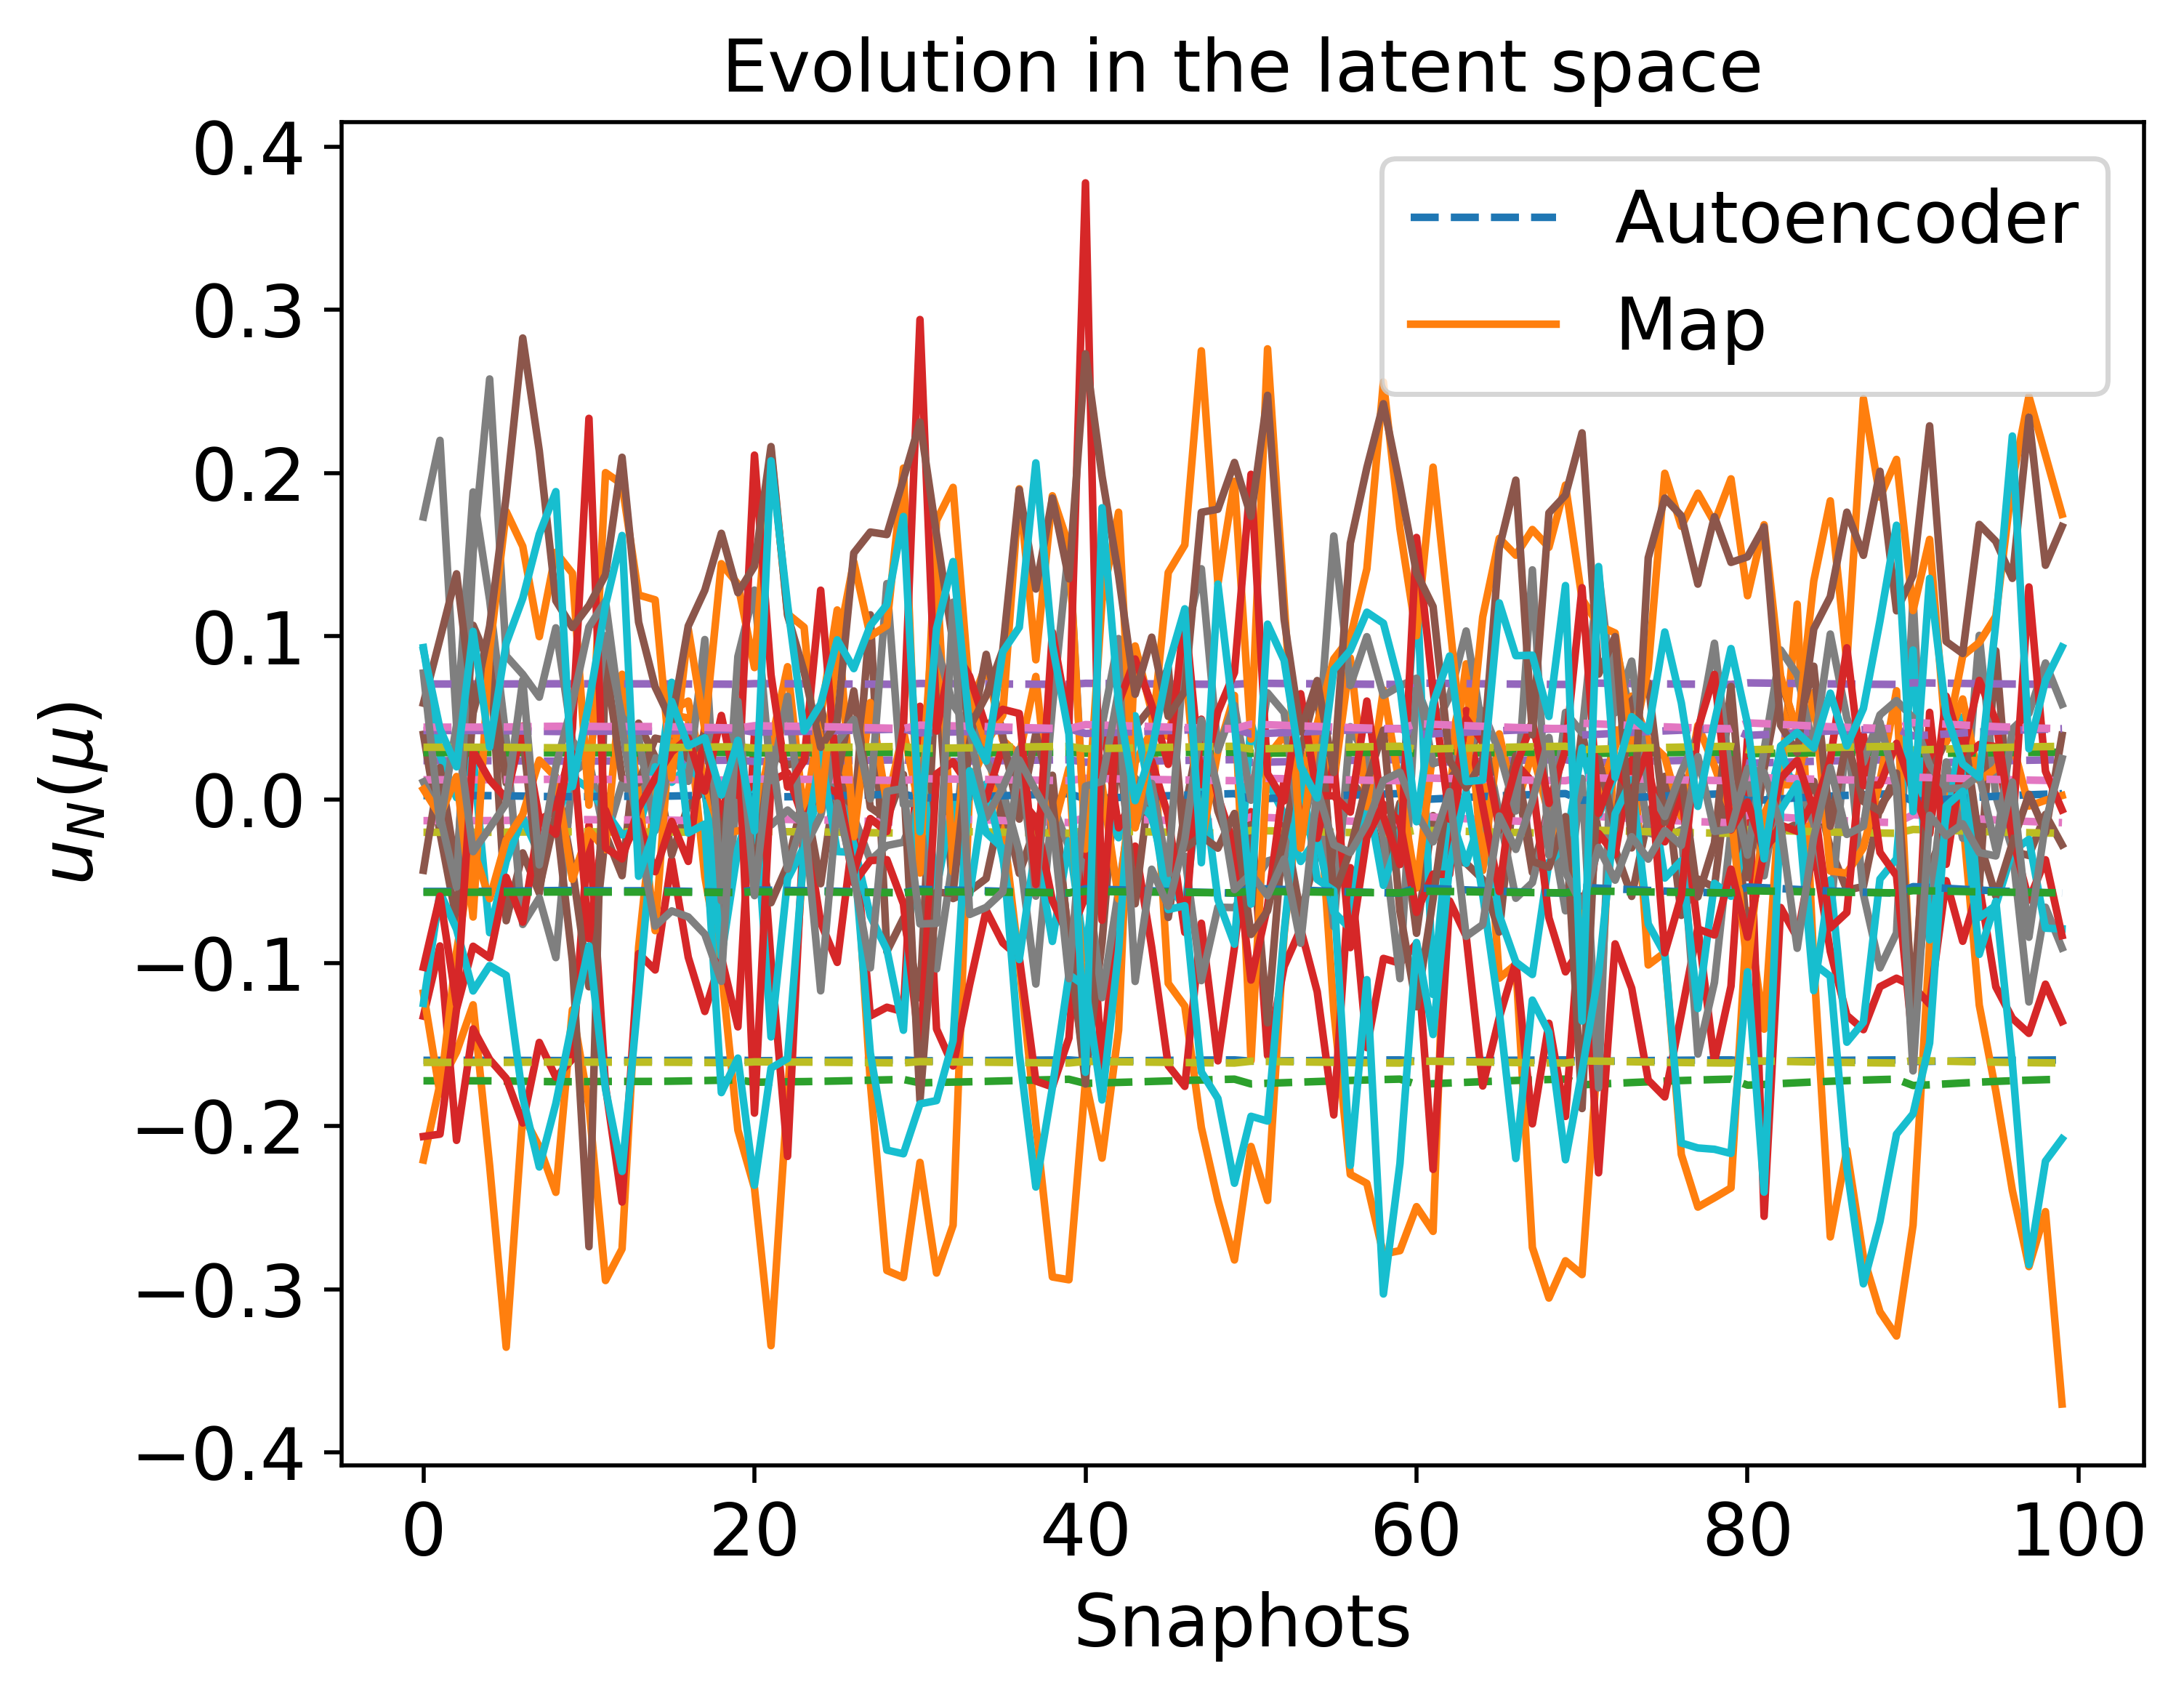 Evolution in the latent space
Autoencoder
Map
0.4
0.3
0.2
0.1
0.0
−0.1
−0.2
−0.3
−0.4
u_N(μ)
0 20 40 60 80 100
Snaphots